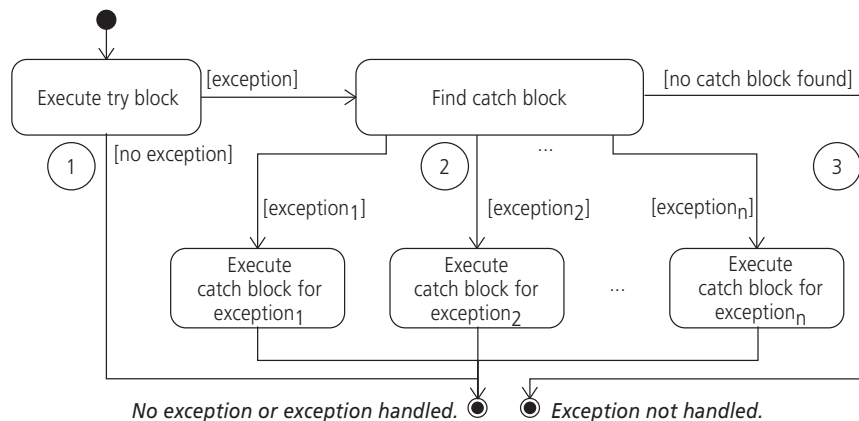 Execute try block
[exception]
Find catch block
[no catch block found]
1
[no exception]
2
...
3
[exception1]
[exception2]
[exceptionn]
Execute
catch block for
exception1
Execute
catch block for
exception2
...
Execute
catch block for
exceptionn
No exception or exception handled.
Exception not handled.